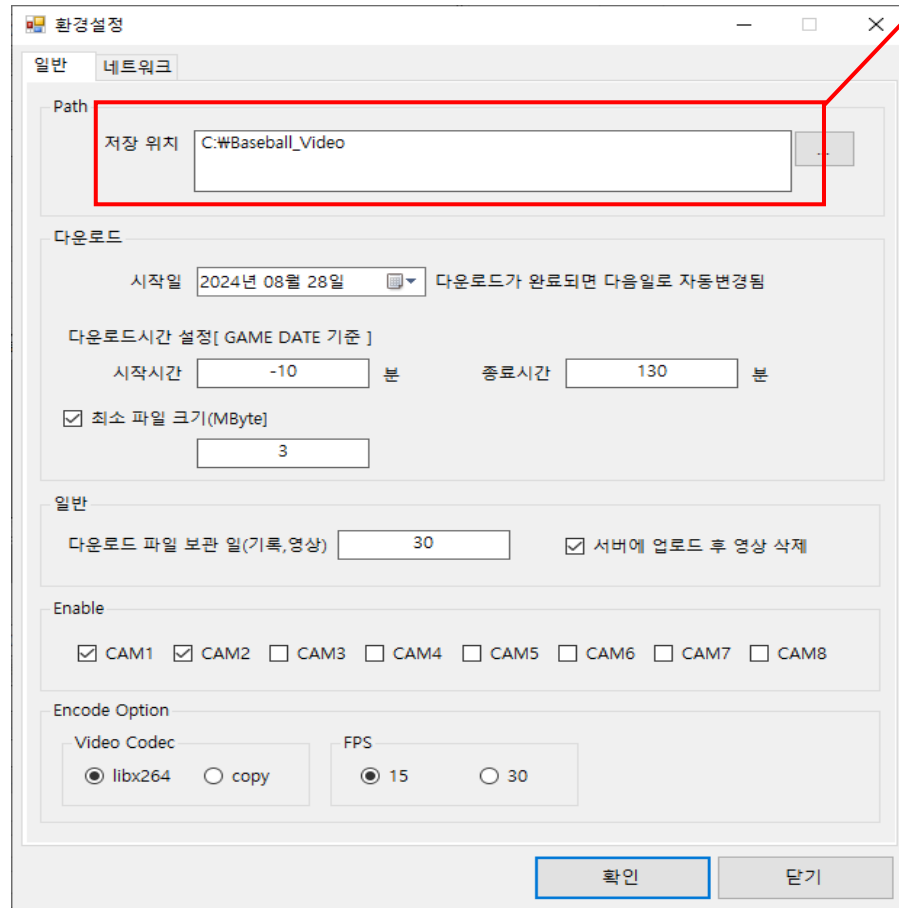 환경설정
일반 네트워크
Path
저장 위치 C:₩Baseball_Video ...
다운로드
시작일 2024년 08월 28일 다운로드가 완료되면 다음일로 자동변경됨
다운로드시간 설정[ GAME DATE 기준 ]
시작시간 -10 분 종료시간 130 분
최소 파일 크기(MByte]
3
일반
다운로드 파일 보관 일(기록,영상) 30 서버에 업로드 후 영상 삭제
Enable
CAM1 CAM2 CAM3 CAM4 CAM5 CAM6 CAM7 CAM8
Encode Option
Video Codec FPS
libx264 copy 15 30
확인 닫기